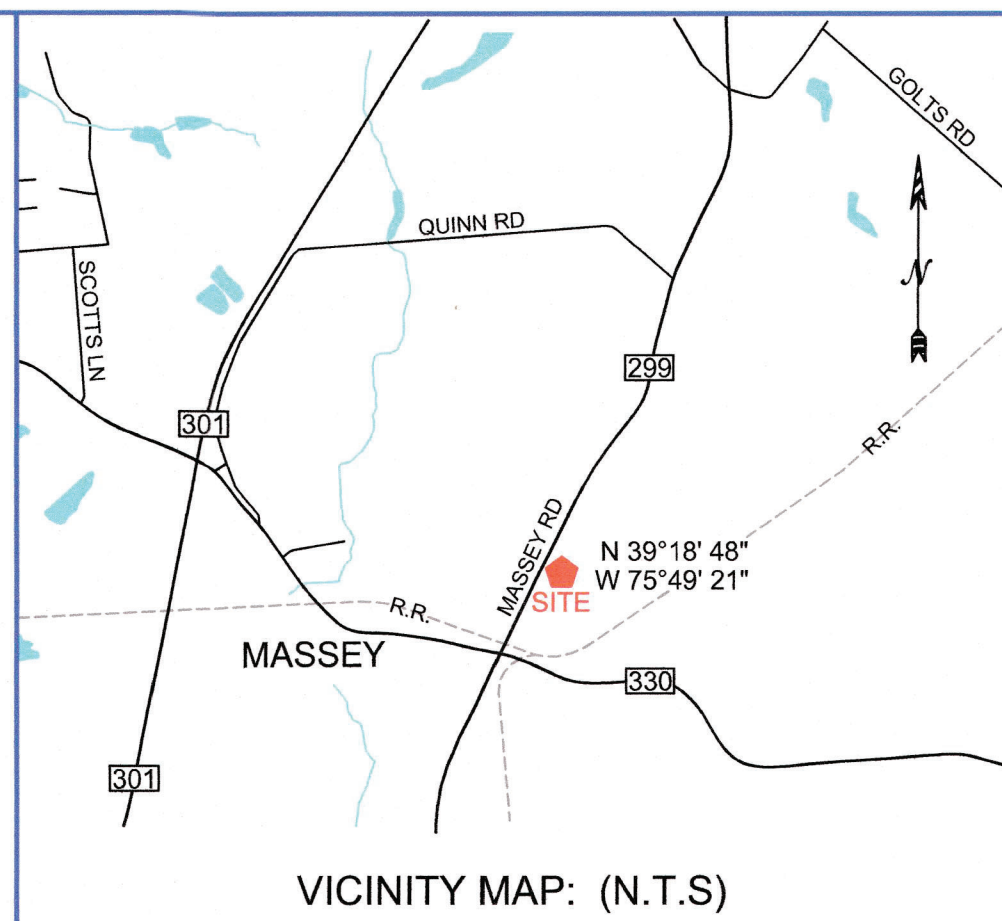 GOLTS RD
QUINN RD
N
SCOTTS LN
299
301
R.R.
MASSEY RD
N 39°18' 48"
W 75°49' 21"
SITE
R.R.
MASSEY
330
301
VICINITY MAP: (N.T.S)